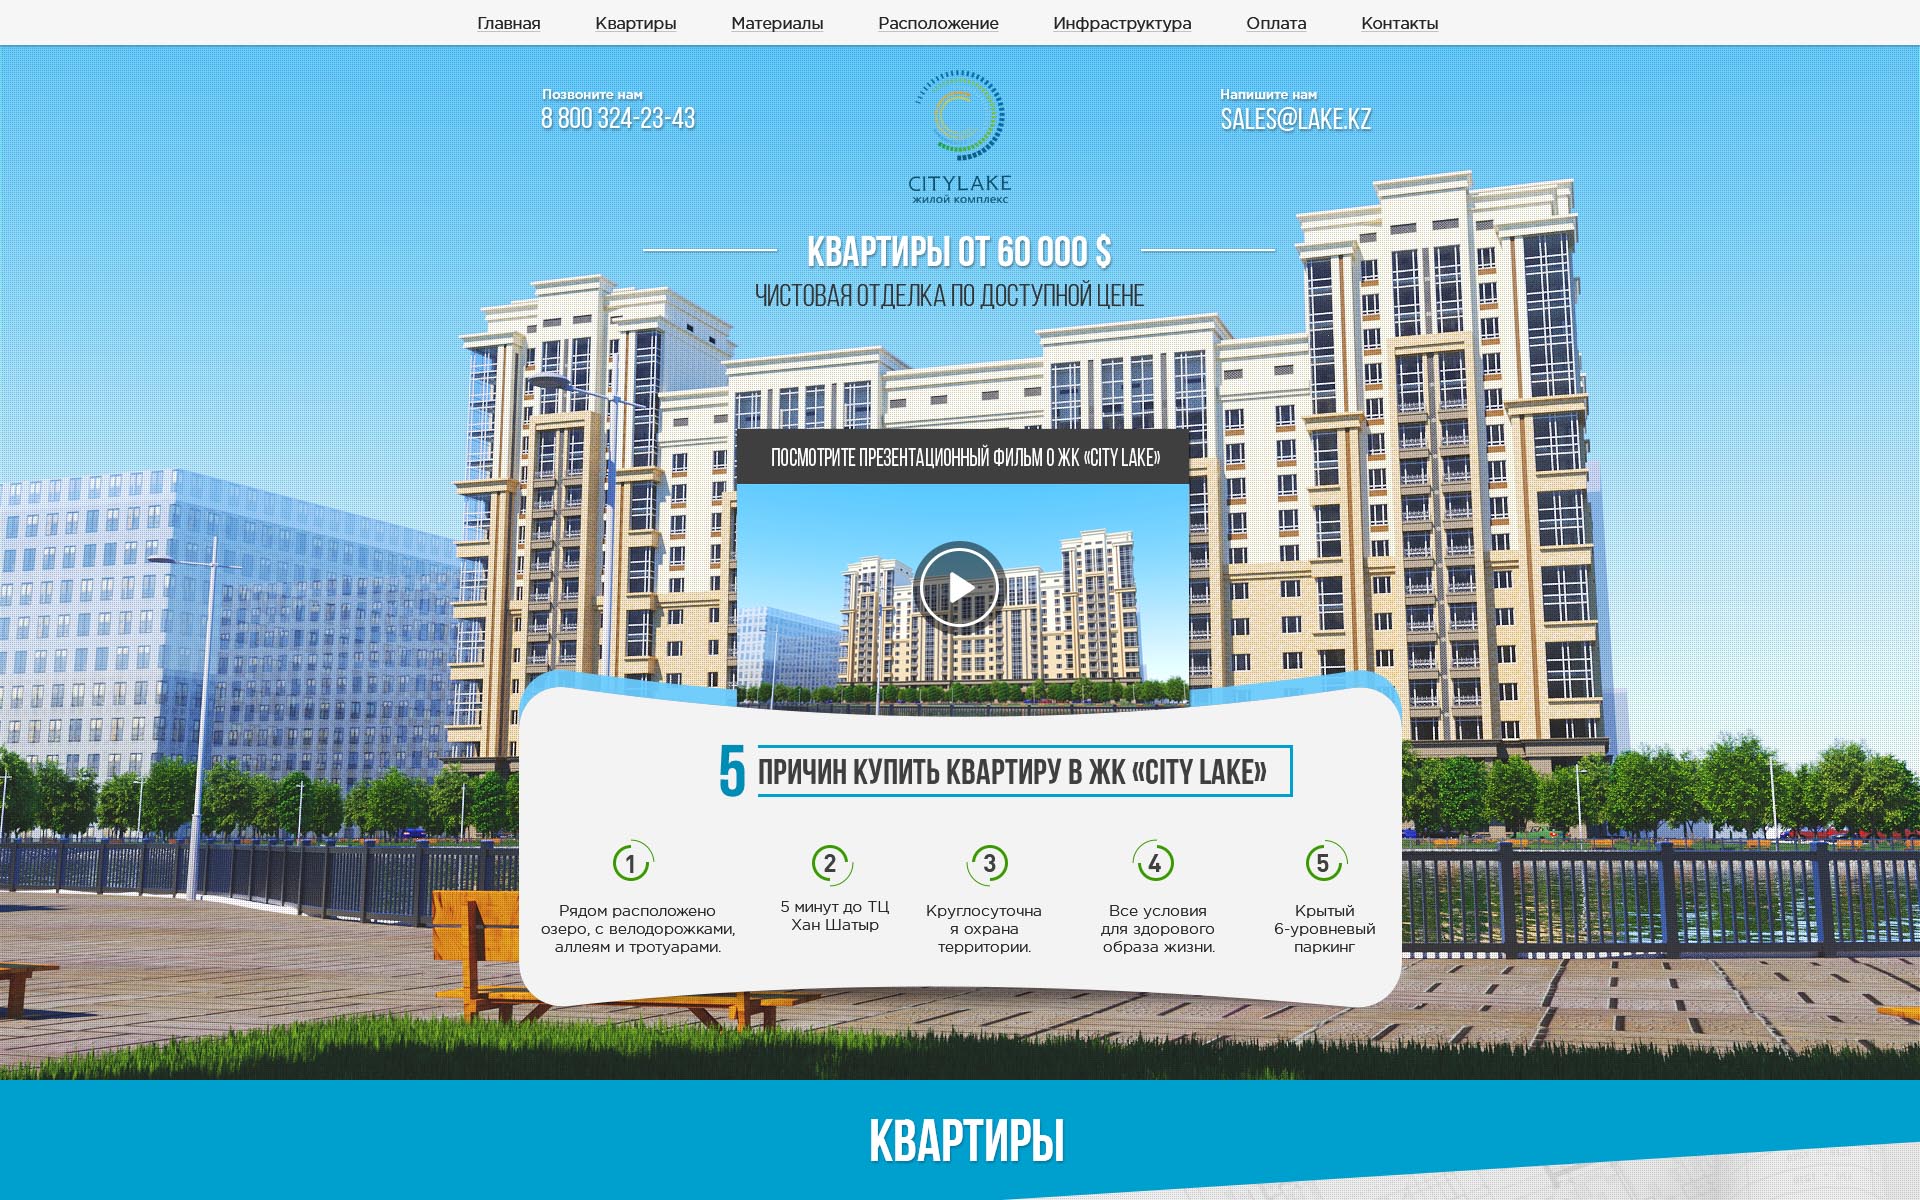 Главная Квартиры Материалы Расположение Инфраструктура Оплата Контакты
Позвоните нам
8 800 324-23-43
Напишите нам
SALES@LAKE.KZ
CITYLAKE
жилой комплекс
КВАРТИРЫ ОТ 60 000 $
ЧИСТОВАЯ ОТДЕЛКА ПО ДОСТУПНОЙ ЦЕНЕ
ПОСМОТРИТЕ ПРЕЗЕНТАЦИОННЫЙ ФИЛЬМ О ЖК «CITY LAKE»
5 ПРИЧИН КУПИТЬ КВАРТИРУ В ЖК «CITY LAKE»
1
Рядом расположено
озеро, с велодорожками,
аллеям и тротуарами.
2
5 минут до ТЦ
Хан Шатыр
3
Круглосуточна
я охрана
территории.
4
Все условия
для здорового
образа жизни.
5
Крытый
6-уровневый
паркинг
КВАРТИРЫ